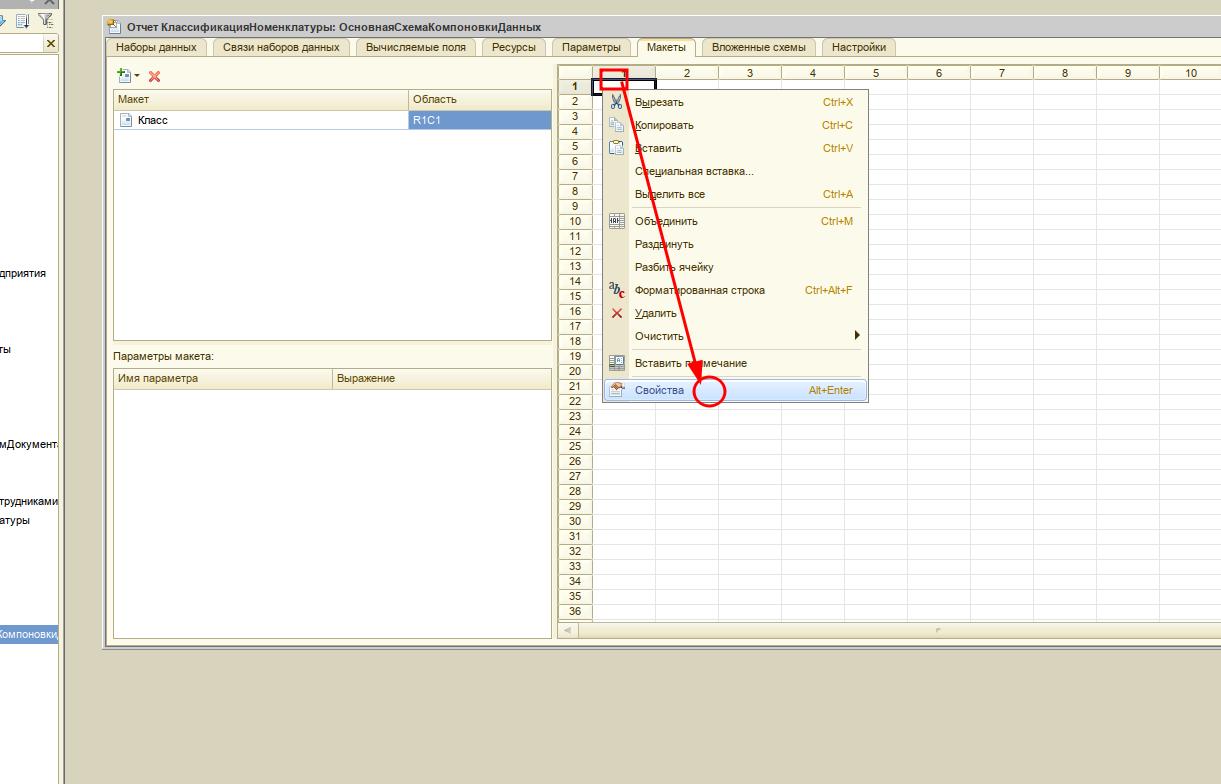 Отчет КлассификацияНоменклатуры: ОсновнаяСхемаКомпоновкиДанных
Наборы данных Связи наборов данных Вычисляемые поля Ресурсы Параметры Макеты Вложенные схемы Настройки
Макет Область
Класс R1C1
Параметры макета:
Имя параметра Выражение
2 3 4 5 6 7 8 9 10
1
2
3
4
5
6
7
8
9
10
11
12
13
14
15
16
17
18
19
20
21
22
23
24
25
26
27
28
29
30
31
32
33
34
35
36
Вырезать Ctrl+X
Копировать Ctrl+C
Вставить Ctrl+V
Специальная вставка...
Выделить все Ctrl+A
Объединить Ctrl+M
Раздвинуть
Разбить ячейку
Форматированная строка Ctrl+Alt+F
Удалить
Очистить
Вставить примечание
Свойства Alt+Enter
дприятия
ты
мДокумент
трудниками
атуры
Компоновки